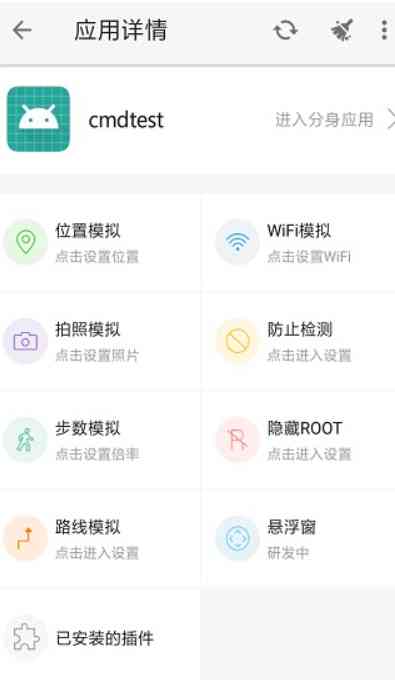 应用详情
cmdtest
进入分身应用
位置模拟
点击设置位置
WiFi模拟
点击设置WiFi
拍照模拟
点击设置照片
防止检测
点击进入设置
步数模拟
点击设置倍率
隐藏ROOT
点击进入设置
路线模拟
点击进入设置
悬浮窗
研发中
已安装的插件